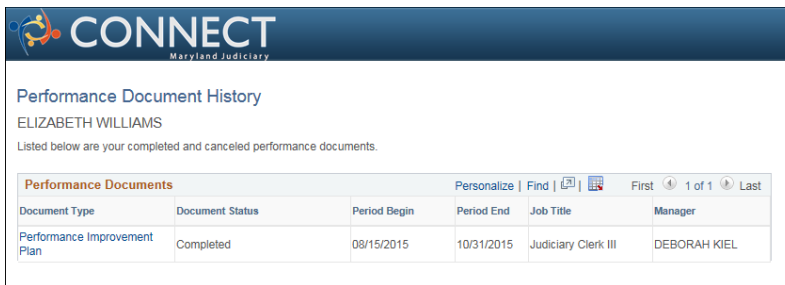 CONNECT
Maryland Judiciary
Performance Document History
ELIZABETH WILLIAMS
Listed below are your completed and canceled performance documents.
Performance Documents Personalize | Find | | First 1 of 1 Last
Document Type Document Status Period Begin Period End Job Title Manager
Performance Improvement Plan Completed 08/15/2015 10/31/2015 Judiciary Clerk III DEBORAH KIEL